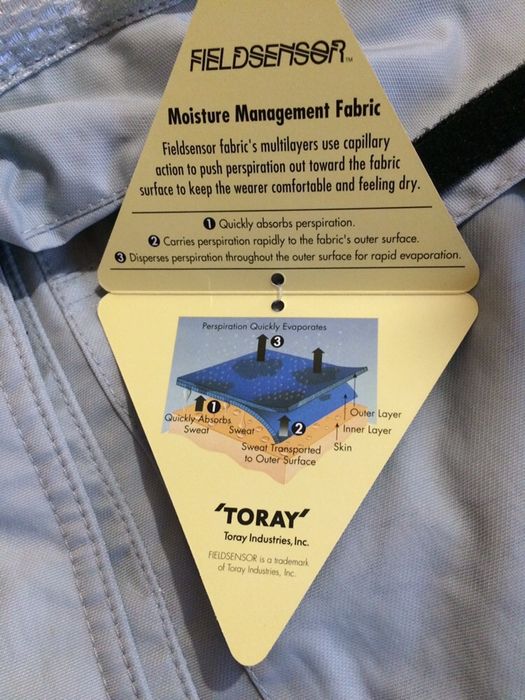 FIELDSENSOR™
Moisture Management Fabric
Fieldsensor fabric's multilayers use capillary
action to push perspiration out toward the fabric
surface to keep the wearer comfortable and feeling dry.
❶ Quickly absorbs perspiration.
❷ Carries perspiration rapidly to the fabric's outer surface.
❸ Disperses perspiration throughout the outer surface for rapid evaporation.
Perspiration Quickly Evaporates
❸
❶
Quickly Absorbs
Sweat
Sweat
❷
Sweat Transported
to Outer Surface
Outer Layer
Inner Layer
Skin
'TORAY'
Toray Industries, Inc.
FIELDSENSOR is a trademark
of Toray Industries, Inc.